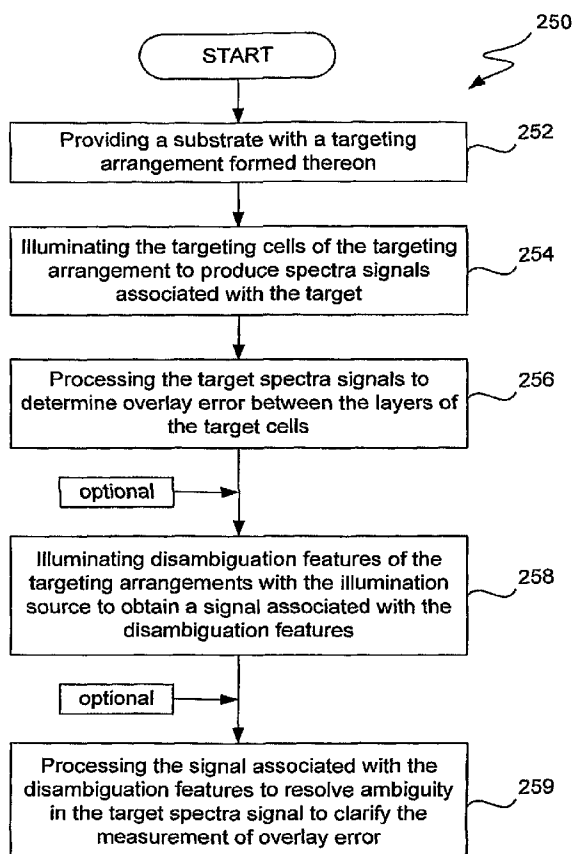 250
START
252
Providing a substrate with a targeting
arrangement formed thereon
254
Illuminating the targeting cells of the targeting
arrangement to produce spectra signals
associated with the target
256
Processing the target spectra signals to
determine overlay error between the layers of
the target cells
optional
258
Illuminating disambiguation features of the
targeting arrangements with the illumination
source to obtain a signal associated with the
disambiguation features
optional
259
Processing the signal associated with the
disambiguation features to resolve ambiguity
in the target spectra signal to clarify the
measurement of overlay error